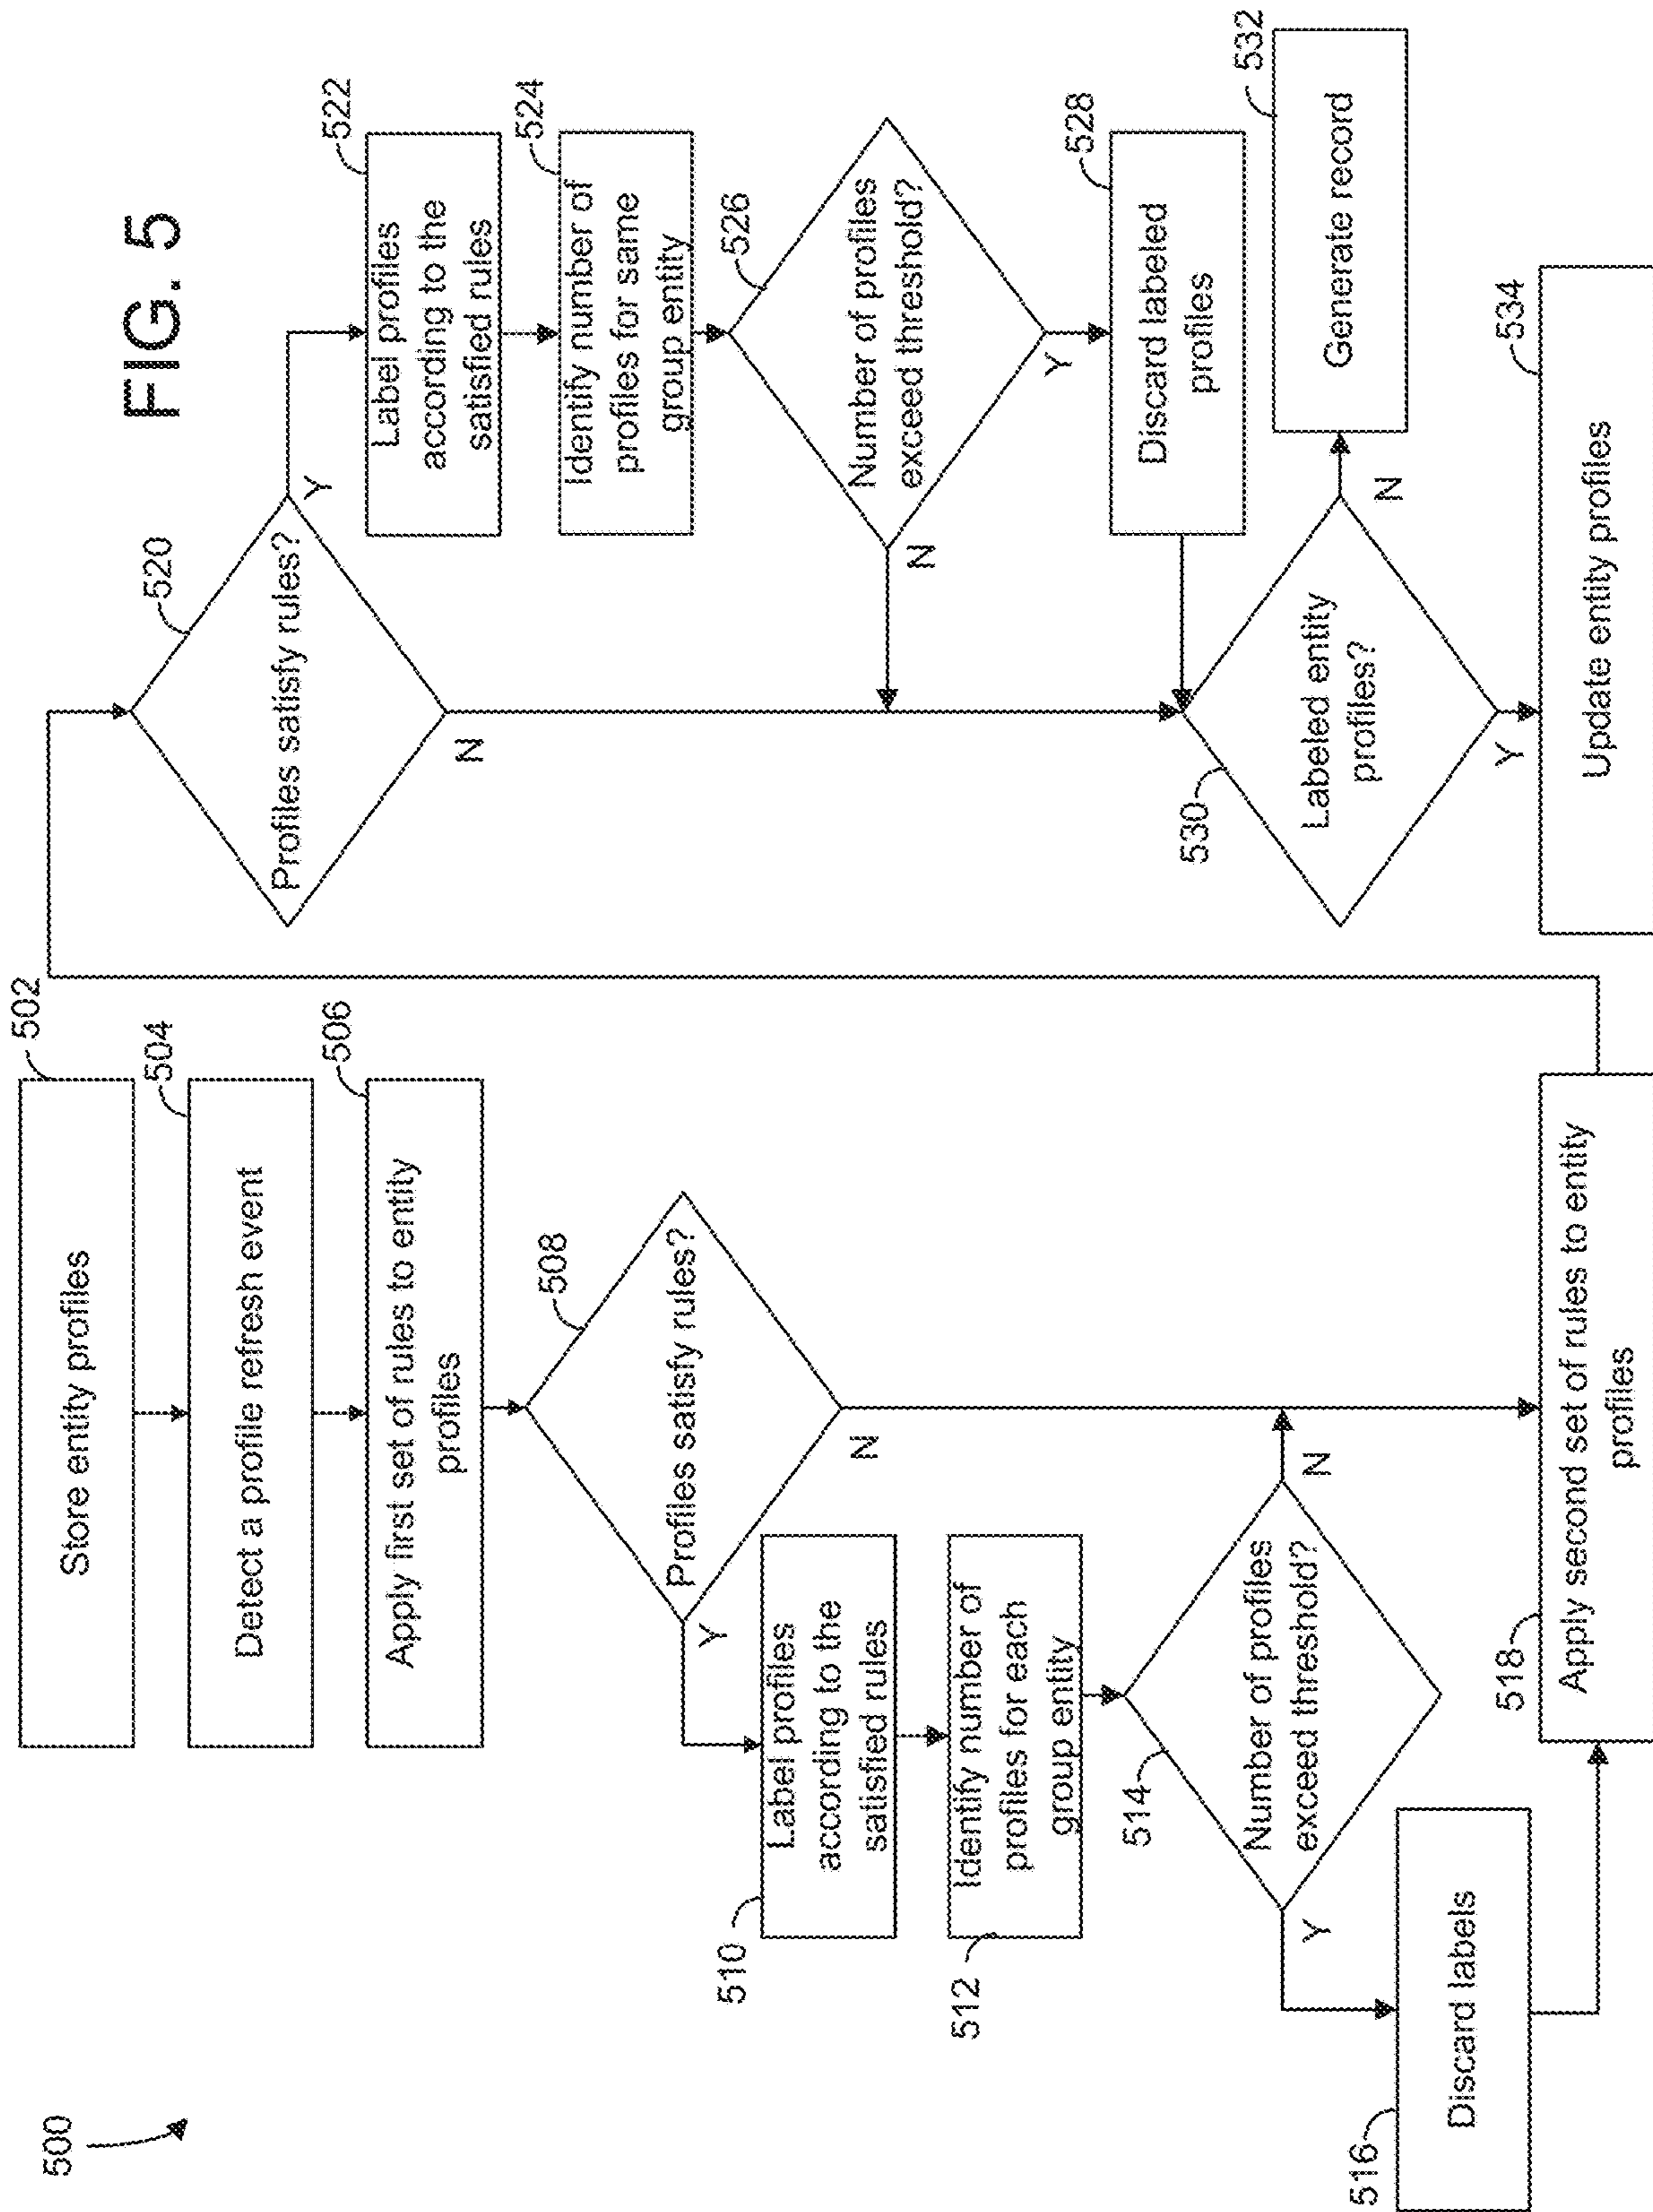 500
FIG. 5
502
Store entity profiles
504
Detect a profile refresh event
506
Apply first set of rules to entity
profiles
508
Profiles satisfy rules?
Y
N
510
Label profiles
according to the
satisfied rules
512
Identify number of
profiles for each
group entity
514
Number of profiles
exceed threshold?
Y
N
516
Discard labels
518
Apply second set of rules to entity
profiles
520
Profiles satisfy rules?
Y
N
522
Label profiles
according to the
satisfied rules
524
Identify number of
profiles for same
group entity
526
Number of profiles
exceed threshold?
N
Y
528
Discard labeled
profiles
530
Labeled entity
profiles?
N
Y
532
Generate record
534
Update entity profiles